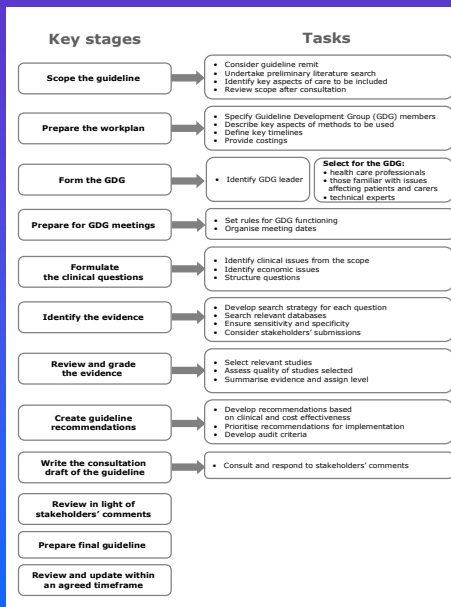 Key stages
Tasks
Scope the guideline
• Consider guideline remit
• Undertake preliminary literature search
• Identify key aspects of care to be included
• Review scope after consultation
Prepare the workplan
• Specify Guideline Development Group (GDG) members
• Describe key aspects of methods to be used
• Define key timelines
• Provide costings
Form the GDG
• Identify GDG leader
Select for the GDG:
• health care professionals
• those familiar with issues
affecting patients and carers
• technical experts
Prepare for GDG meetings
• Set rules for GDG functioning
• Organise meeting dates
Formulate
the clinical questions
• Identify clinical issues from the scope
• Identify economic issues
• Structure questions
Identify the evidence
• Develop search strategy for each question
• Search relevant databases
• Ensure sensitivity and specificity
• Consider stakeholders' submissions
Review and grade
the evidence
• Select relevant studies
• Assess quality of studies selected
• Summarise evidence and assign level
Create guideline
recommendations
• Develop recommendations based
on clinical and cost effectiveness
• Prioritise recommendations for implementation
• Develop audit criteria
Write the consultation
draft of the guideline
• Consult and respond to stakeholders' comments
Review in light of
stakeholders' comments
Prepare final guideline
Review and update within
an agreed timeframe